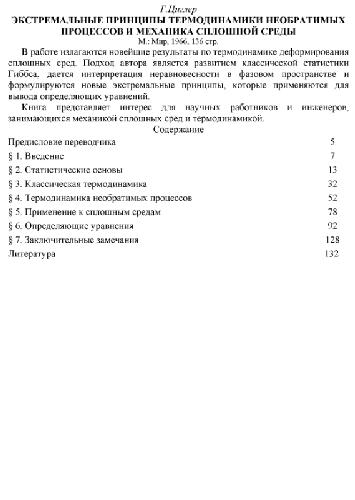 Г.Циглер
ЭКСТРЕМАЛЬНЫЕ ПРИНЦИПЫ ТЕРМОДИНАМИКИ НЕОБРАТИМЫХ
ПРОЦЕССОВ И МЕХАНИКА СПЛОШНОЙ СРЕДЫ
М.: Мир, 1966, 136 стр.
В работе излагаются новейшие результаты по термодинамике деформирования
сплошных сред. Подход автора является развитием классической статистики
Гиббса, дается интерпретация неравновесности в фазовом пространстве и
формулируются новые экстремальные принципы, которые применяются для
вывода определяющих уравнений.
Книга представляет интерес для научных работников и инженеров,
занимающихся механикой сплошных сред и термодинамикой.
Содержание
Предисловие переводчика 5
§ 1. Введение 7
§ 2. Статистические основы 13
§ 3. Классическая термодинамика 32
§ 4. Термодинамика необратимых процессов 52
§ 5. Применение к сплошным средам 78
§ 6. Определяющие уравнения 92
§ 7. Заключительные замечания 128
Литература 132